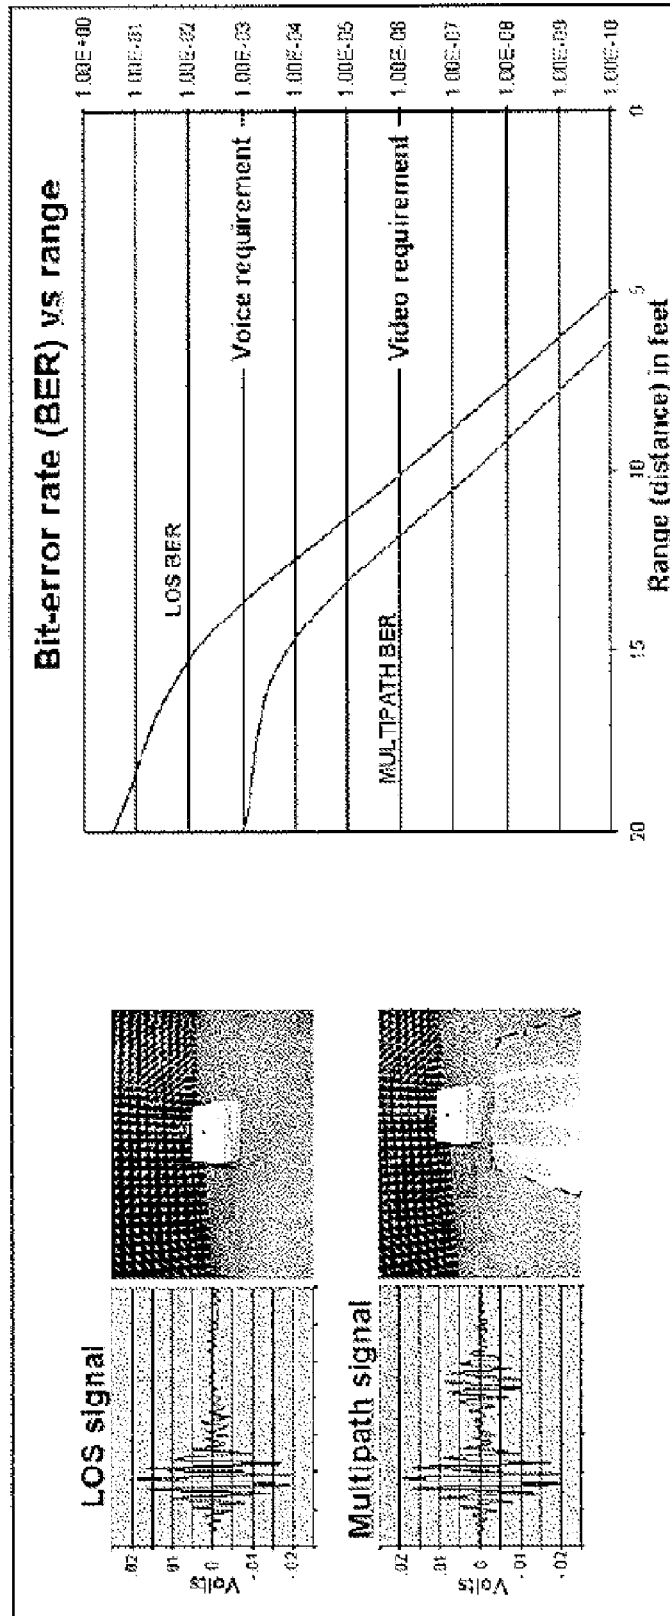 LOS signal
.02
.01
.0
-.01
-.02
Volts
Multipath signal
.02
.01
.0
-.01
-.02
Volts
Bit-error rate (BER) vs range
LOS BER
MULTIPATH BER
Voice requirement
Video requirement
1.00E+00
1.00E-01
1.00E-02
1.00E-03
1.00E-04
1.00E-05
1.00E-06
1.00E-07
1.00E-08
1.00E-09
1.00E-10
20
15
10
5
0
Range (distance) in feet